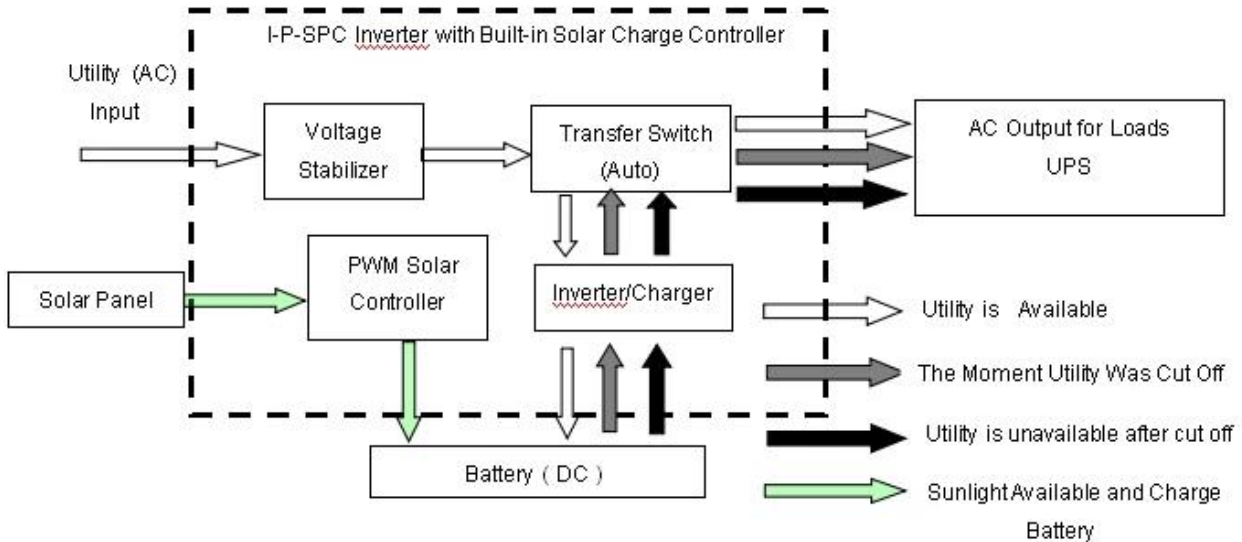 I-P-SPC Inverter with Built-in Solar Charge Controller
Utility (AC)
Input
Voltage
Stabilizer
Transfer Switch
(Auto)
AC Output for Loads
UPS
PWM Solar
Controller
Solar Panel
Inverter/Charger
Battery ( DC )
Utility is Available
The Moment Utility Was Cut Off
Utility is unavailable after cut off
Sunlight Available and Charge
Battery